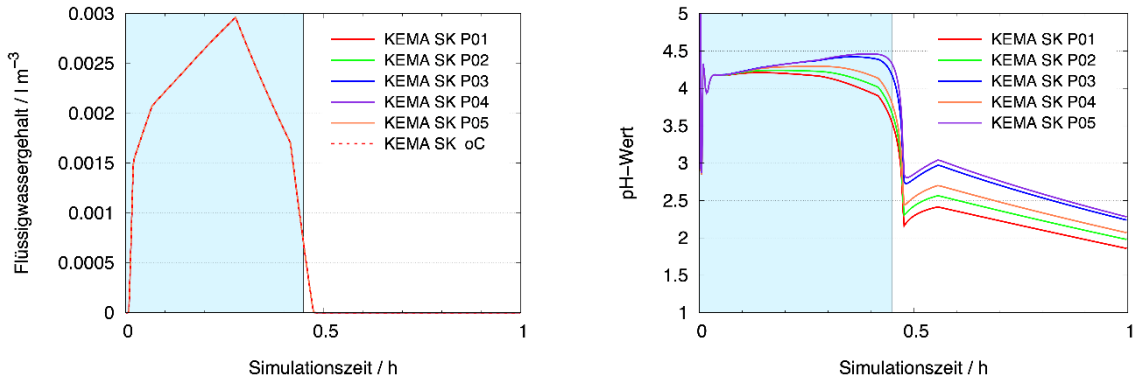 0.003
0.0025
0.002
0.0015
0.001
0.0005
0
Flüssigwassergehalt / l m⁻³
KEMA SK P01
KEMA SK P02
KEMA SK P03
KEMA SK P04
KEMA SK P05
KEMA SK oC
0 0.5 1
Simulationszeit / h
5
4.5
4
3.5
3
2.5
2
1.5
1
pH-Wert
KEMA SK P01
KEMA SK P02
KEMA SK P03
KEMA SK P04
KEMA SK P05
0 0.5 1
Simulationszeit / h